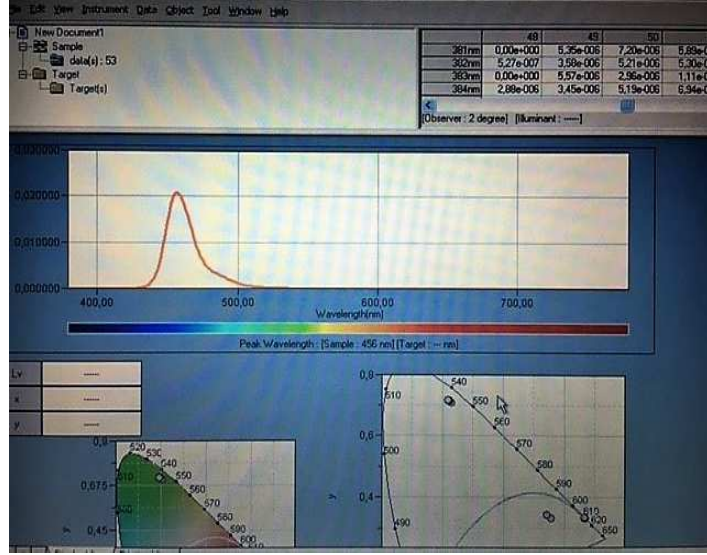 Edit View Instrument Data Object Tool Window Help
New Document1
Sample
data(s) : 53
Target
Target(s)
48 49 50
381nm 0,00e+000 5,35e-006 7,20e-006
382nm 5,27e-007 3,58e-006 5,21e-006
383nm 0,00e+000 5,57e-006 2,96e-006
384nm 2,88e-006 3,45e-006 5,19e-006
[Observer : 2 degree] [Illuminant : -----]
0,030000
0,020000
0,010000
0,000000
400,00 500,00 600,00 700,00
Wavelength[nm]
Peak Wavelength : [Sample : 456 nm] [Target : --- nm]
Lv -----
x -----
y -----
0,9
0,675
0,45
y
520 530 540 550 560 570 580 590 600
0,8
0,6
0,4
y
510 500 490
540 550 560 570 580 590 600 610 620 650